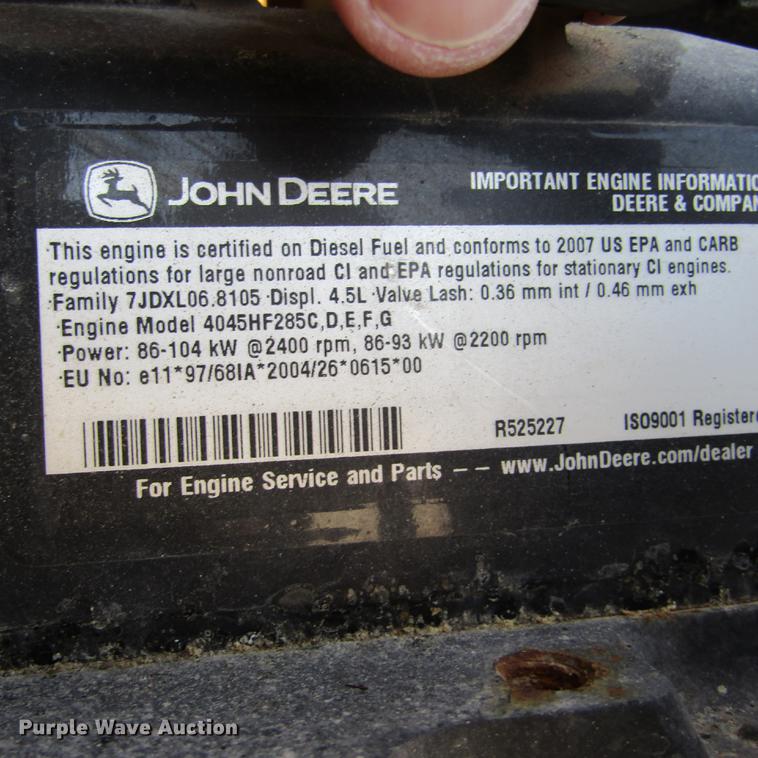 JOHN DEERE
IMPORTANT ENGINE INFORMATIO
DEERE & COMPAN
This engine is certified on Diesel Fuel and conforms to 2007 US EPA and CARB
regulations for large nonroad CI and EPA regulations for stationary CI engines.
·Family 7JDXL06.8105 ·Displ. 4.5L ·Valve Lash: 0.36 mm int / 0.46 mm exh
·Engine Model 4045HF285C,D,E,F,G
·Power: 86-104 kW @2400 rpm, 86-93 kW @2200 rpm
·EU No: e11*97/68IA*2004/26*0615*00
R525227 ISO9001 Registere
For Engine Service and Parts – – www.JohnDeere.com/dealer
Purple Wave Auction